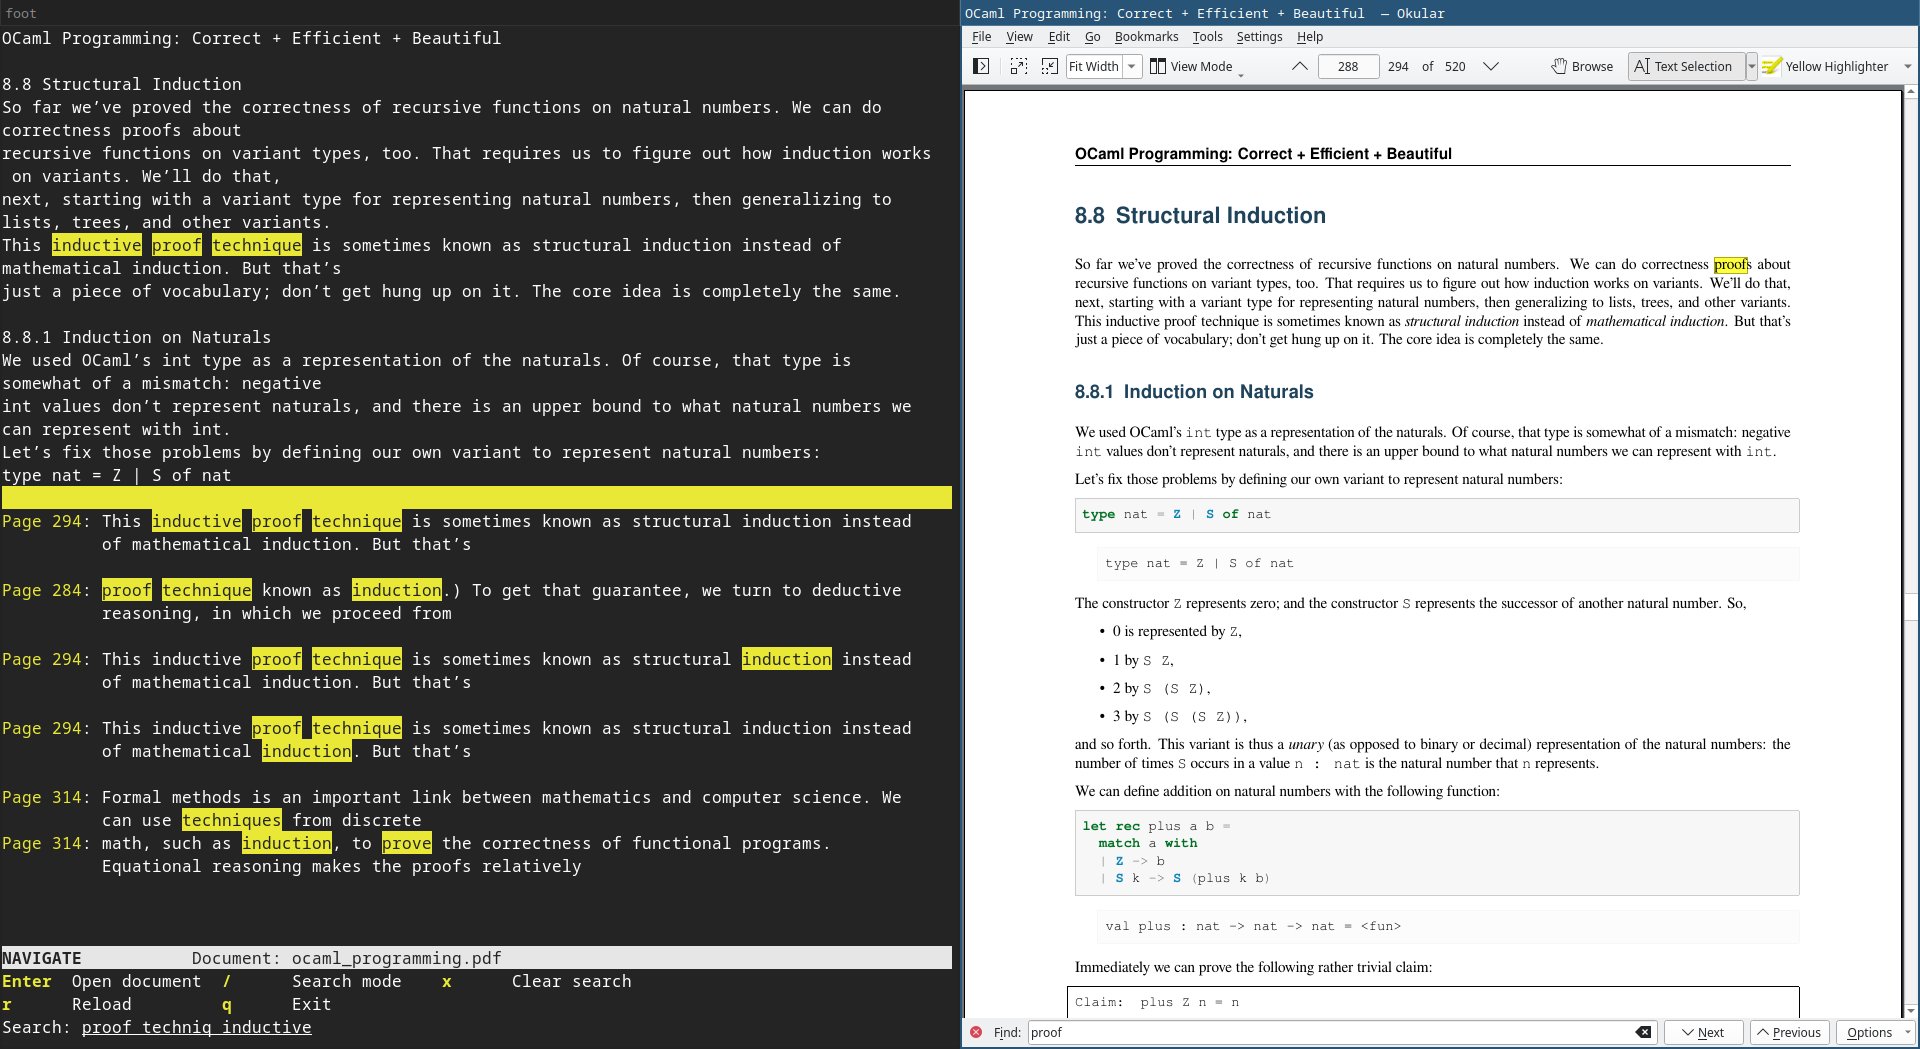 foot
OCaml Programming: Correct + Efficient + Beautiful
8.8 Structural Induction
So far we’ve proved the correctness of recursive functions on natural numbers. We can do
correctness proofs about
recursive functions on variant types, too. That requires us to figure out how induction works
on variants. We’ll do that,
next, starting with a variant type for representing natural numbers, then generalizing to
lists, trees, and other variants.
This inductive proof technique is sometimes known as structural induction instead of
mathematical induction. But that’s
just a piece of vocabulary; don’t get hung up on it. The core idea is completely the same.
8.8.1 Induction on Naturals
We used OCaml’s int type as a representation of the naturals. Of course, that type is
somewhat of a mismatch: negative
int values don’t represent naturals, and there is an upper bound to what natural numbers we
can represent with int.
Let’s fix those problems by defining our own variant to represent natural numbers:
type nat = Z | S of nat
Page 294: This inductive proof technique is sometimes known as structural induction instead
of mathematical induction. But that’s
Page 284: proof technique known as induction.) To get that guarantee, we turn to deductive
reasoning, in which we proceed from
Page 294: This inductive proof technique is sometimes known as structural induction instead
of mathematical induction. But that’s
Page 294: This inductive proof technique is sometimes known as structural induction instead
of mathematical induction. But that’s
Page 314: Formal methods is an important link between mathematics and computer science. We
can use techniques from discrete
Page 314: math, such as induction, to prove the correctness of functional programs.
Equational reasoning makes the proofs relatively
NAVIGATE Document: ocaml_programming.pdf
Enter Open document / Search mode x Clear search
r Reload q Exit
Search: proof techniq inductive
OCaml Programming: Correct + Efficient + Beautiful — Okular
File View Edit Go Bookmarks Tools Settings Help
Fit Width View Mode 288 294 of 520 Browse Text Selection Yellow Highlighter
OCaml Programming: Correct + Efficient + Beautiful
8.8 Structural Induction
So far we’ve proved the correctness of recursive functions on natural numbers. We can do correctness proofs about
recursive functions on variant types, too. That requires us to figure out how induction works on variants. We’ll do that,
next, starting with a variant type for representing natural numbers, then generalizing to lists, trees, and other variants.
This inductive proof technique is sometimes known as structural induction instead of mathematical induction. But that’s
just a piece of vocabulary; don’t get hung up on it. The core idea is completely the same.
8.8.1 Induction on Naturals
We used OCaml’s int type as a representation of the naturals. Of course, that type is somewhat of a mismatch: negative
int values don’t represent naturals, and there is an upper bound to what natural numbers we can represent with int.
Let’s fix those problems by defining our own variant to represent natural numbers:
type nat = Z | S of nat
type nat = Z | S of nat
The constructor Z represents zero; and the constructor S represents the successor of another natural number. So,
• 0 is represented by Z,
• 1 by S Z,
• 2 by S (S Z),
• 3 by S (S (S Z)),
and so forth. This variant is thus a unary (as opposed to binary or decimal) representation of the natural numbers: the
number of times S occurs in a value n : nat is the natural number that n represents.
We can define addition on natural numbers with the following function:
let rec plus a b =
match a with
| Z -> b
| S k -> S (plus k b)
val plus : nat -> nat -> nat = <fun>
Immediately we can prove the following rather trivial claim:
Claim: plus Z n = n
Find: proof Next Previous Options